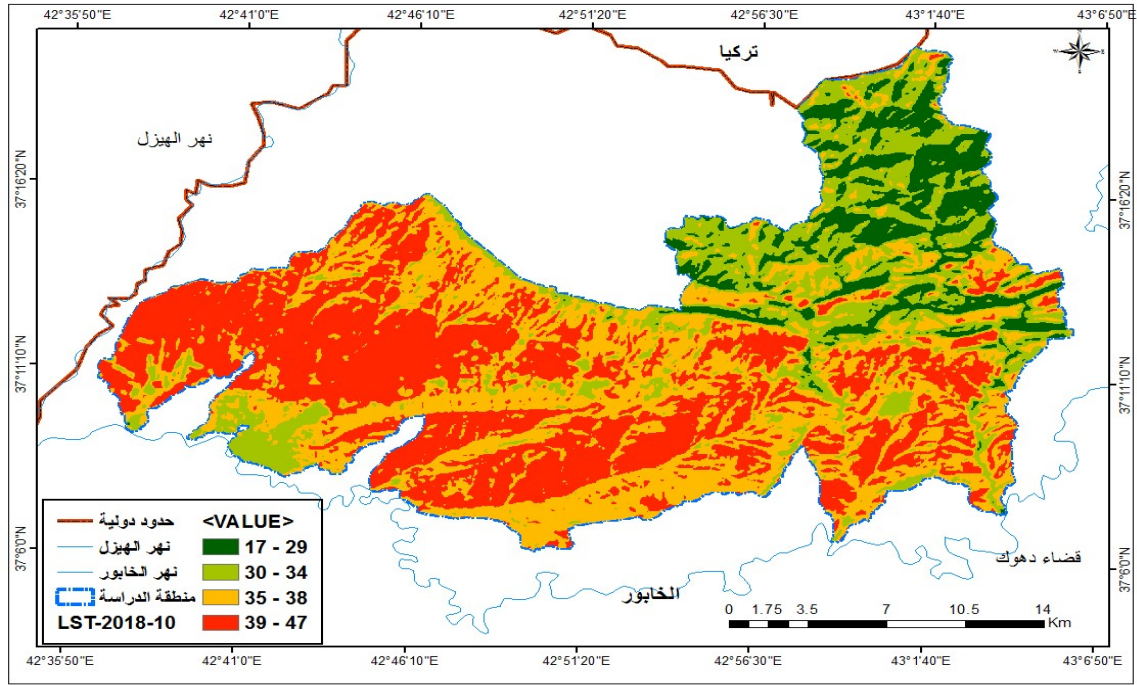 42°35'50"E 42°41'0"E 42°46'10"E 42°51'20"E 42°56'30"E 43°1'40"E 43°6'50"E
تركيا
نهر الهيزل
37°16'20"N 37°16'20"N
37°11'10"N 37°11'10"N
37°6'0"N 37°6'0"N
قضاء دهوك
الخابور
حدود دولية <VALUE>
نهر الهيزل 17 - 29
نهر الخابور 30 - 34
منطقة الدراسة 35 - 38
LST-2018-10 39 - 47
0 1.75 3.5 7 10.5 14
Km
42°35'50"E 42°41'0"E 42°46'10"E 42°51'20"E 42°56'30"E 43°1'40"E 43°6'50"E